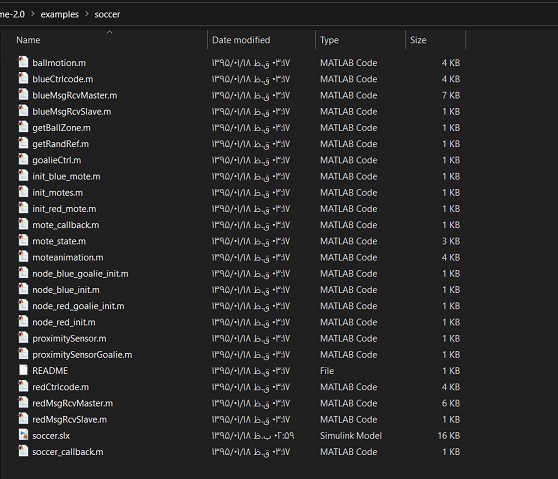 me-2.0 > examples > soccer
Name Date modified Type Size
ballmotion.m ۱۳۹۵/۰۱/۱۸ ۰۳:۱۷ ق.ظ MATLAB Code 4 KB
blueCtrlcode.m ۱۳۹۵/۰۱/۱۸ ۰۳:۱۷ ق.ظ MATLAB Code 4 KB
blueMsgRcvMaster.m ۱۳۹۵/۰۱/۱۸ ۰۳:۱۷ ق.ظ MATLAB Code 7 KB
blueMsgRcvSlave.m ۱۳۹۵/۰۱/۱۸ ۰۳:۱۷ ق.ظ MATLAB Code 1 KB
getBallZone.m ۱۳۹۵/۰۱/۱۸ ۰۳:۱۷ ق.ظ MATLAB Code 1 KB
getRandRef.m ۱۳۹۵/۰۱/۱۸ ۰۳:۱۷ ق.ظ MATLAB Code 1 KB
goalieCtrl.m ۱۳۹۵/۰۱/۱۸ ۰۳:۱۷ ق.ظ MATLAB Code 1 KB
init_blue_mote.m ۱۳۹۵/۰۱/۱۸ ۰۳:۱۷ ق.ظ MATLAB Code 1 KB
init_motes.m ۱۳۹۵/۰۱/۱۸ ۰۳:۱۷ ق.ظ MATLAB Code 1 KB
init_red_mote.m ۱۳۹۵/۰۱/۱۸ ۰۳:۱۷ ق.ظ MATLAB Code 1 KB
mote_callback.m ۱۳۹۵/۰۱/۱۸ ۰۳:۱۷ ق.ظ MATLAB Code 1 KB
mote_state.m ۱۳۹۵/۰۱/۱۸ ۰۳:۱۷ ق.ظ MATLAB Code 3 KB
moteanimation.m ۱۳۹۵/۰۱/۱۸ ۰۳:۱۷ ق.ظ MATLAB Code 4 KB
node_blue_goalie_init.m ۱۳۹۵/۰۱/۱۸ ۰۳:۱۷ ق.ظ MATLAB Code 1 KB
node_blue_init.m ۱۳۹۵/۰۱/۱۸ ۰۳:۱۷ ق.ظ MATLAB Code 1 KB
node_red_goalie_init.m ۱۳۹۵/۰۱/۱۸ ۰۳:۱۷ ق.ظ MATLAB Code 1 KB
node_red_init.m ۱۳۹۵/۰۱/۱۸ ۰۳:۱۷ ق.ظ MATLAB Code 1 KB
proximitySensor.m ۱۳۹۵/۰۱/۱۸ ۰۳:۱۷ ق.ظ MATLAB Code 1 KB
proximitySensorGoalie.m ۱۳۹۵/۰۱/۱۸ ۰۳:۱۷ ق.ظ MATLAB Code 1 KB
README ۱۳۹۵/۰۱/۱۸ ۰۳:۱۷ ق.ظ File 1 KB
redCtrlcode.m ۱۳۹۵/۰۱/۱۸ ۰۳:۱۷ ق.ظ MATLAB Code 4 KB
redMsgRcvMaster.m ۱۳۹۵/۰۱/۱۸ ۰۳:۱۷ ق.ظ MATLAB Code 6 KB
redMsgRcvSlave.m ۱۳۹۵/۰۱/۱۸ ۰۳:۱۷ ق.ظ MATLAB Code 1 KB
soccer.slx ۱۳۹۵/۰۱/۱۸ ۰۲:۵۹ ب.ظ Simulink Model 16 KB
soccer_callback.m ۱۳۹۵/۰۱/۱۸ ۰۳:۱۷ ق.ظ MATLAB Code 1 KB